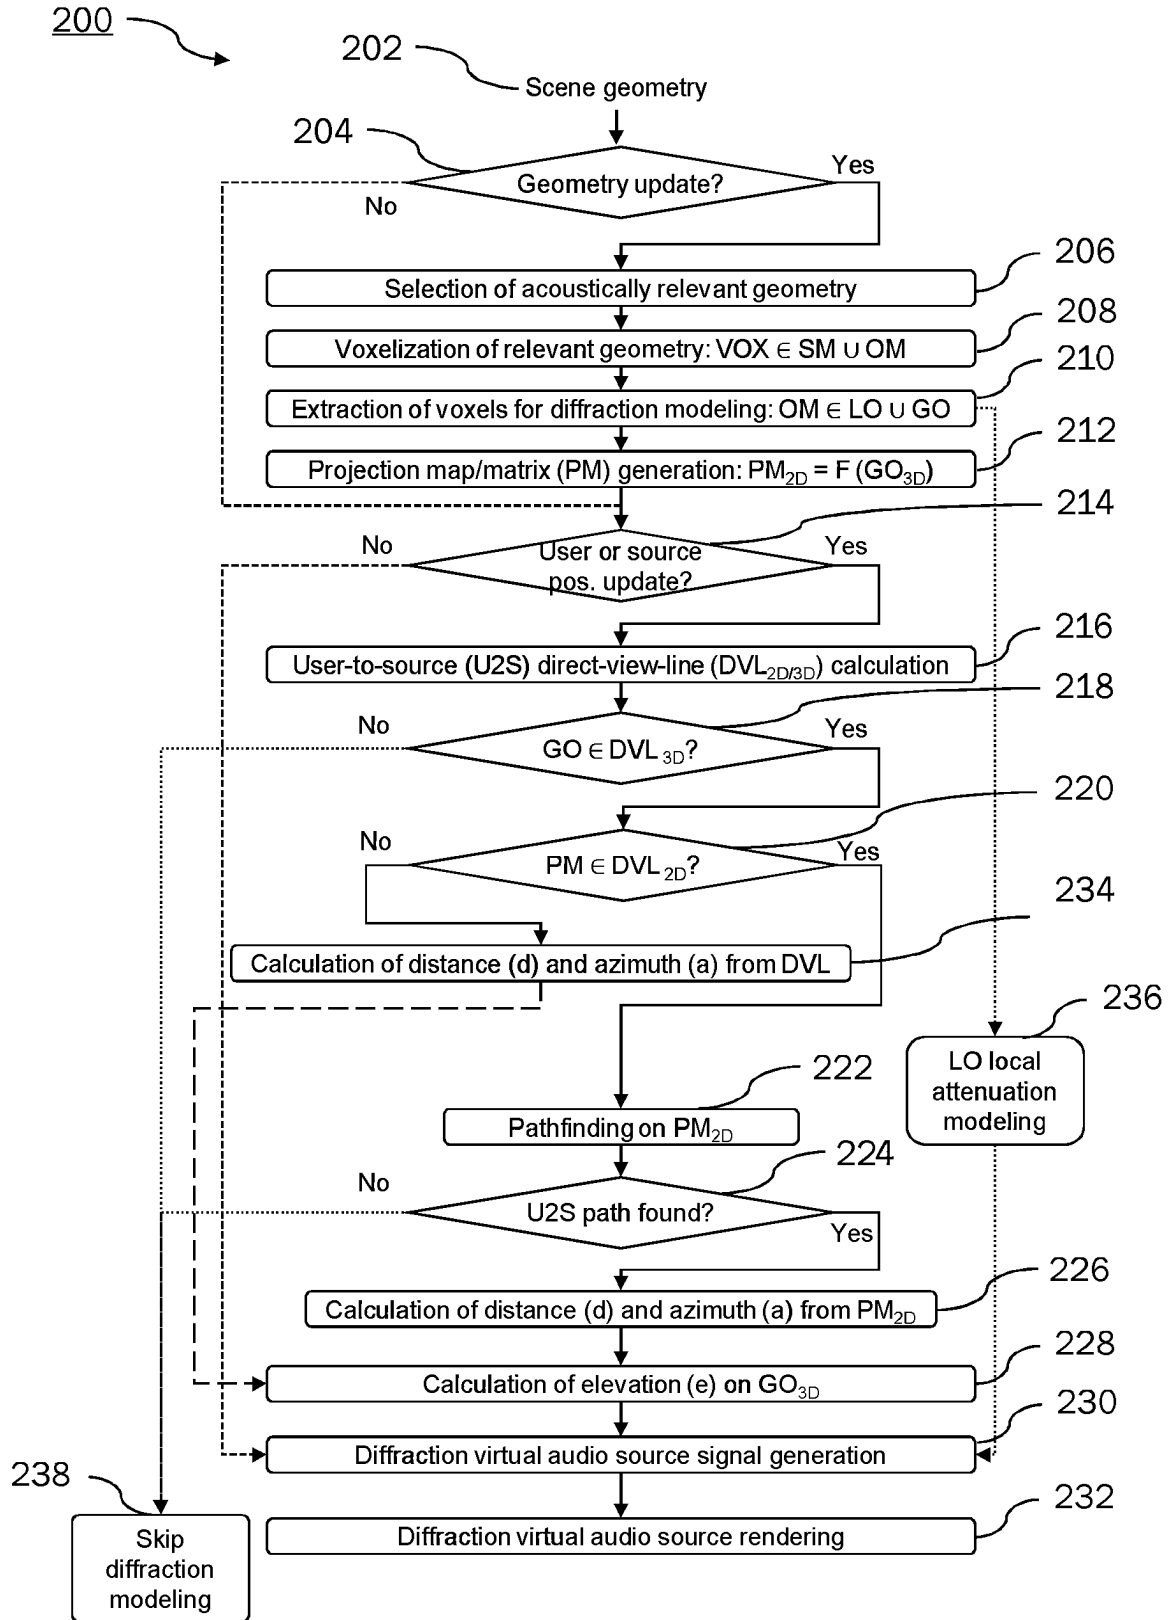 200
202
Scene geometry
204
Geometry update?
Yes
No
206
Selection of acoustically relevant geometry
208
Voxelization of relevant geometry: VOX ∈ SM ∪ OM
210
Extraction of voxels for diffraction modeling: OM ∈ LO ∪ GO
212
Projection map/matrix (PM) generation: PM2D = F (GO3D)
214
No
User or source
pos. update?
Yes
216
User-to-source (U2S) direct-view-line (DVL2D/3D) calculation
218
No
GO ∈ DVL 3D?
Yes
220
No
PM ∈ DVL 2D?
Yes
234
Calculation of distance (d) and azimuth (a) from DVL
236
LO local
attenuation
modeling
222
Pathfinding on PM2D
224
No
U2S path found?
Yes
226
Calculation of distance (d) and azimuth (a) from PM2D
228
Calculation of elevation (e) on GO3D
230
Diffraction virtual audio source signal generation
238
Skip
diffraction
modeling
232
Diffraction virtual audio source rendering